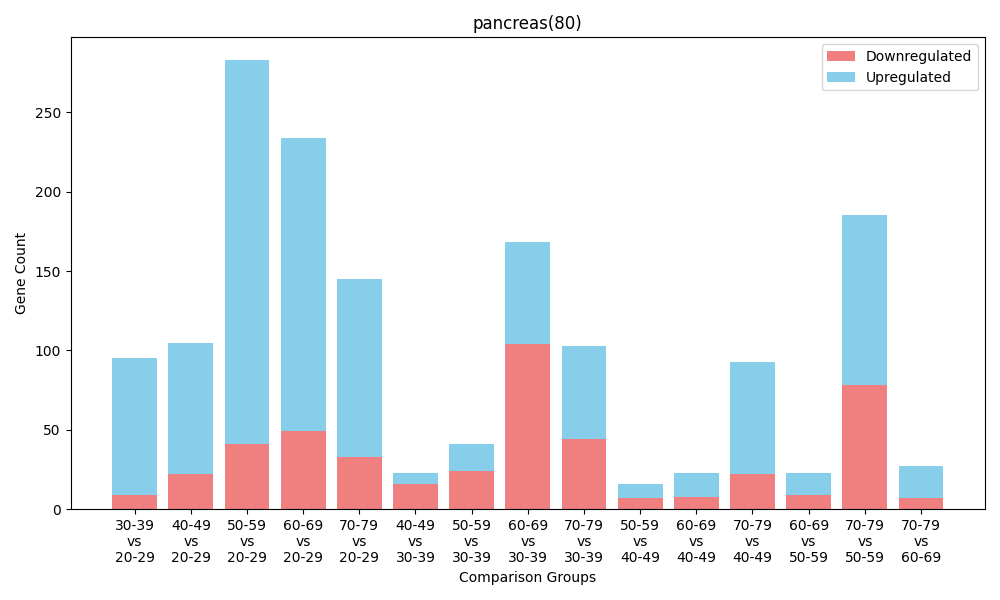 pancreas(80)
Downregulated
Upregulated
Gene Count
250
200
150
100
50
0
30-39
vs
20-29
40-49
vs
20-29
50-59
vs
20-29
60-69
vs
20-29
70-79
vs
20-29
40-49
vs
30-39
50-59
vs
30-39
60-69
vs
30-39
70-79
vs
30-39
50-59
vs
40-49
60-69
vs
40-49
70-79
vs
40-49
60-69
vs
50-59
70-79
vs
50-59
70-79
vs
60-69
Comparison Groups